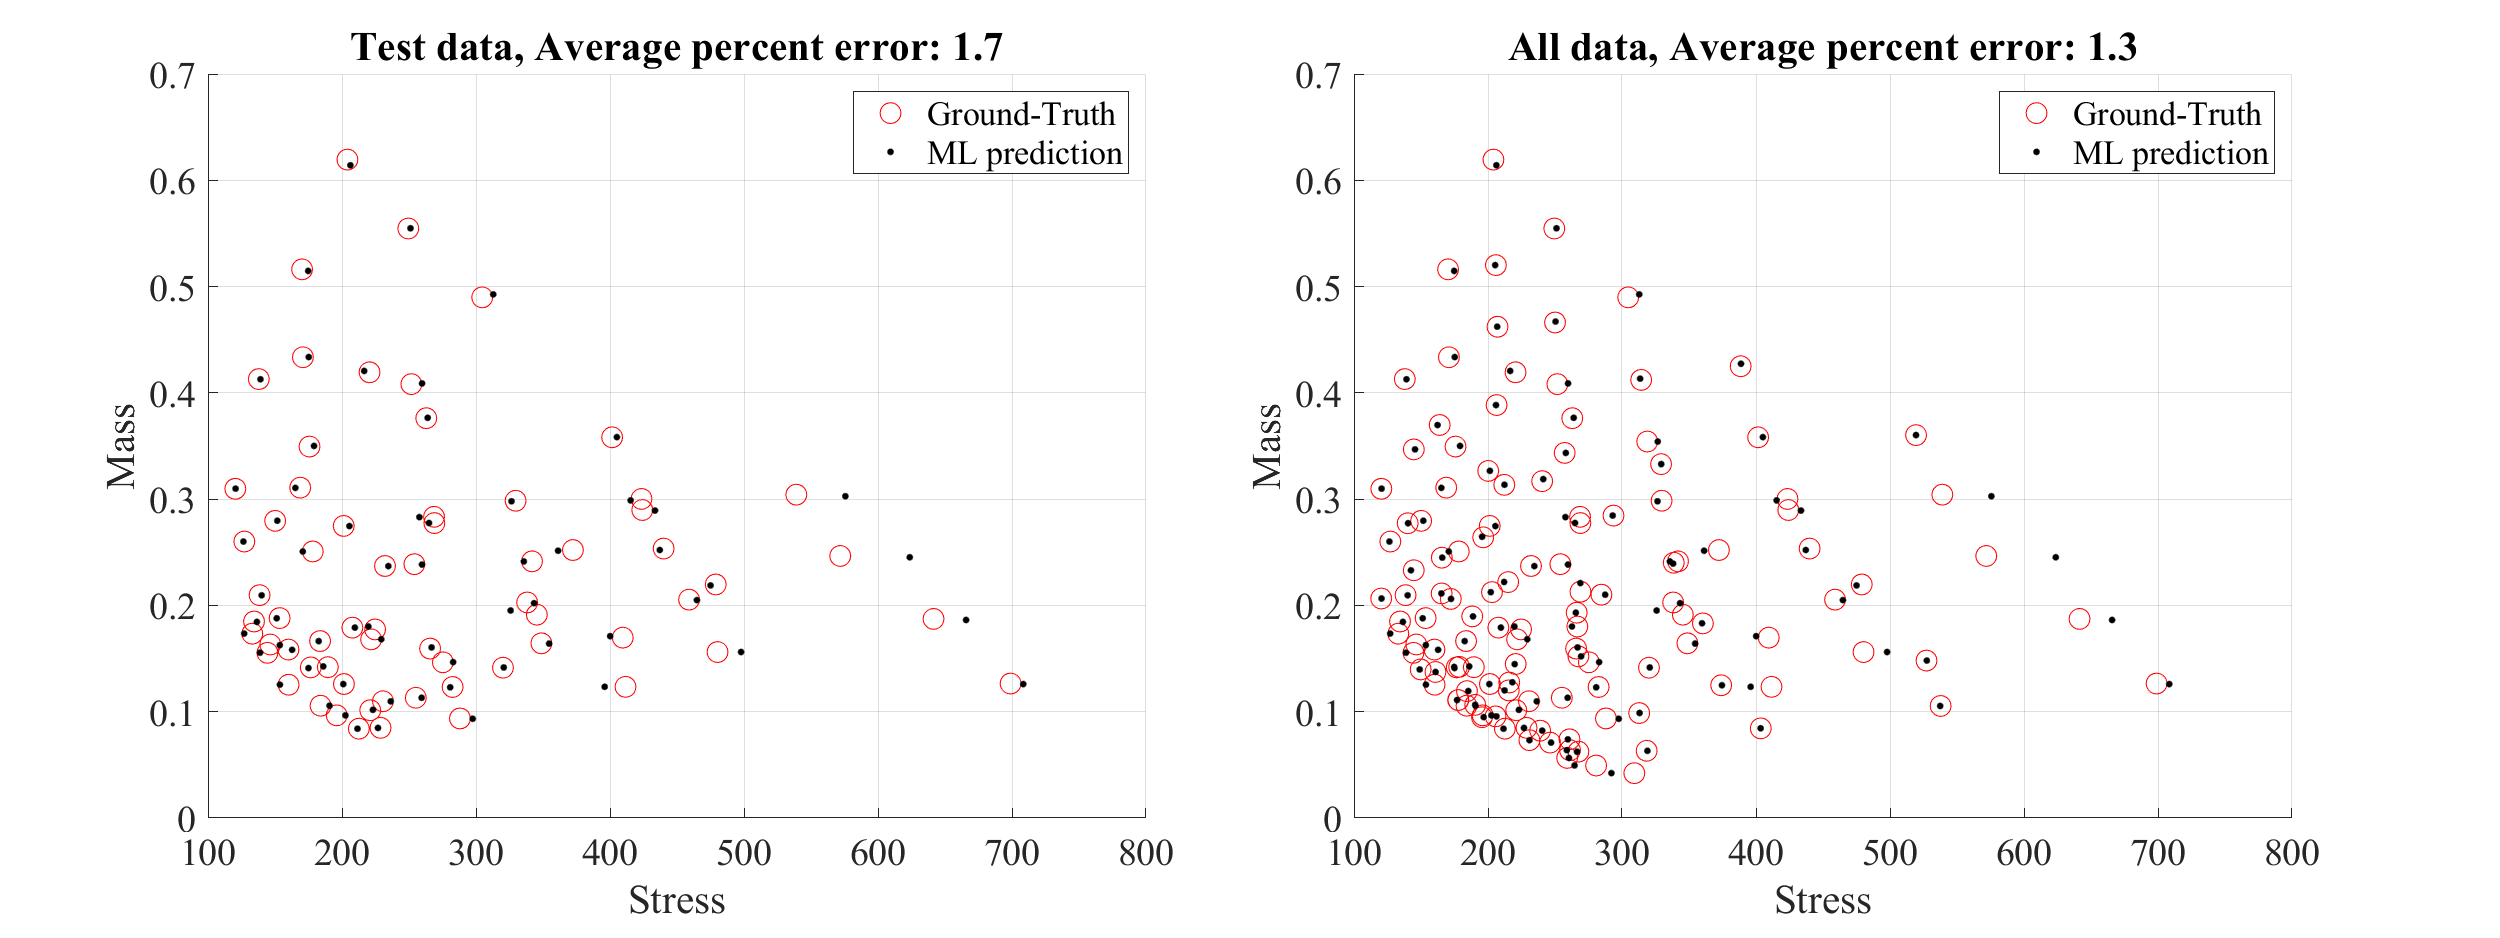 Test data, Average percent error: 1.7
0.7
0.6
0.5
0.4
0.3
0.2
0.1
0
Mass
Ground-Truth
ML prediction
100 200 300 400 500 600 700 800
Stress
All data, Average percent error: 1.3
0.7
0.6
0.5
0.4
0.3
0.2
0.1
0
Mass
Ground-Truth
ML prediction
100 200 300 400 500 600 700 800
Stress